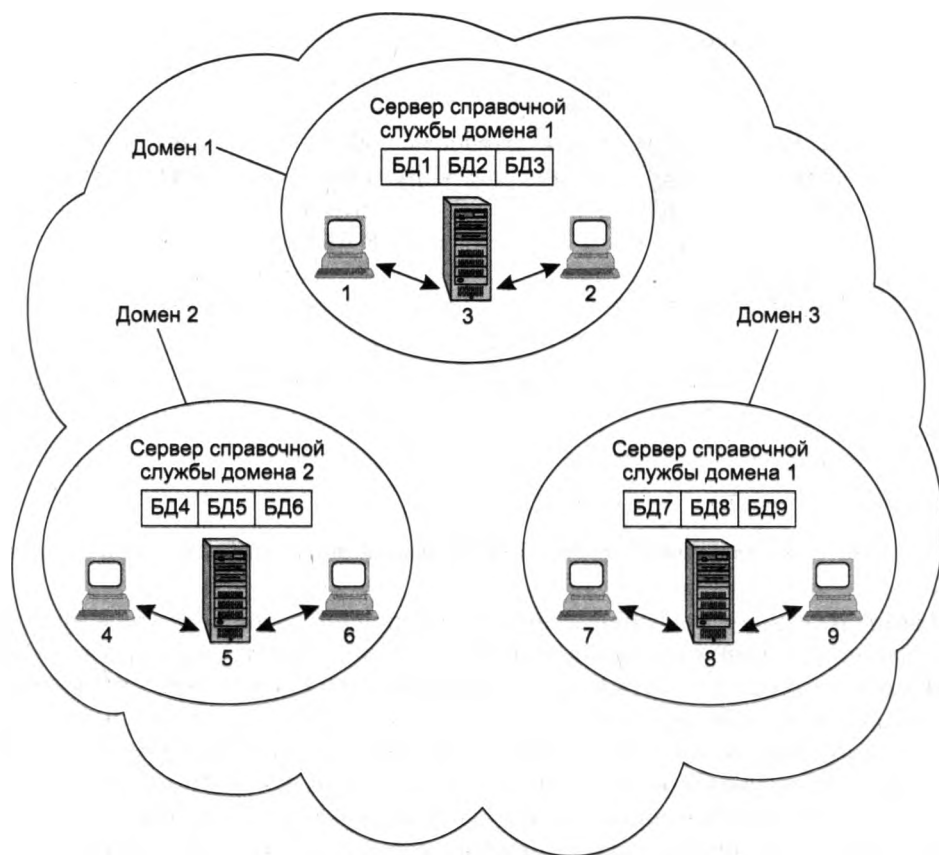 Сервер справочной
службы домена 1
Домен 1
БД1 БД2 БД3
1
2
3
Домен 2
Домен 3
Сервер справочной
службы домена 2
БД4 БД5 БД6
4
5
6
Сервер справочной
службы домена 1
БД7 БД8 БД9
7
8
9